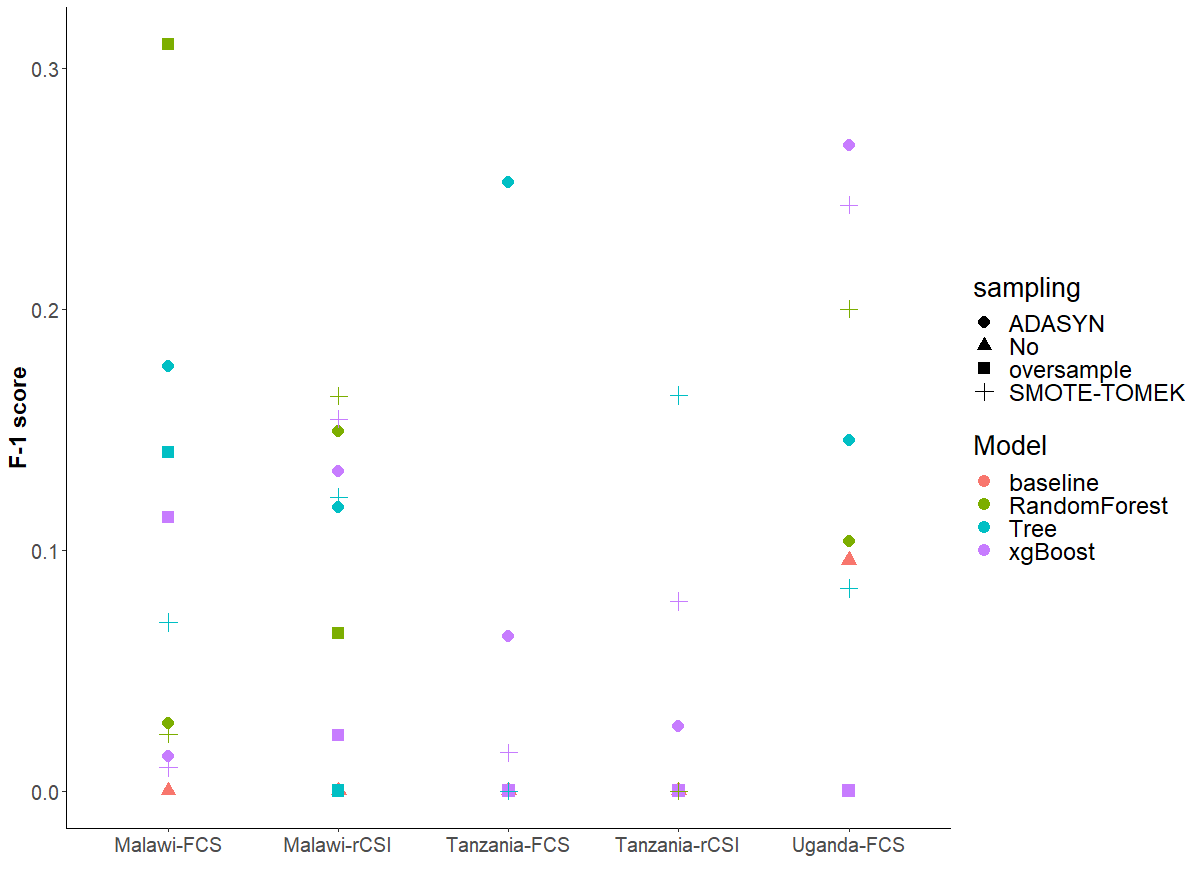 0.3
0.2
0.1
0.0
F-1 score
Malawi-FCS
Malawi-rCSI
Tanzania-FCS
Tanzania-rCSI
Uganda-FCS
sampling
ADASYN
No
oversample
SMOTE-TOMEK
Model
baseline
RandomForest
Tree
xgBoost